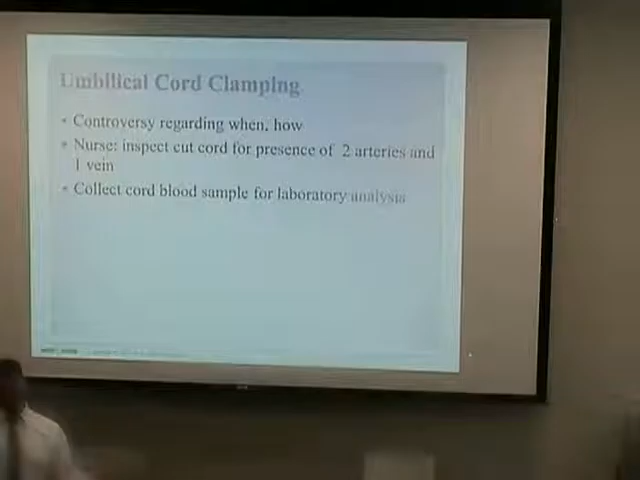 Umbilical Cord Clamping
• Controversy regarding when, how
• Nurse: inspect cut cord for presence of 2 arteries and
1 vein
• Collect cord blood sample for laboratory analysis